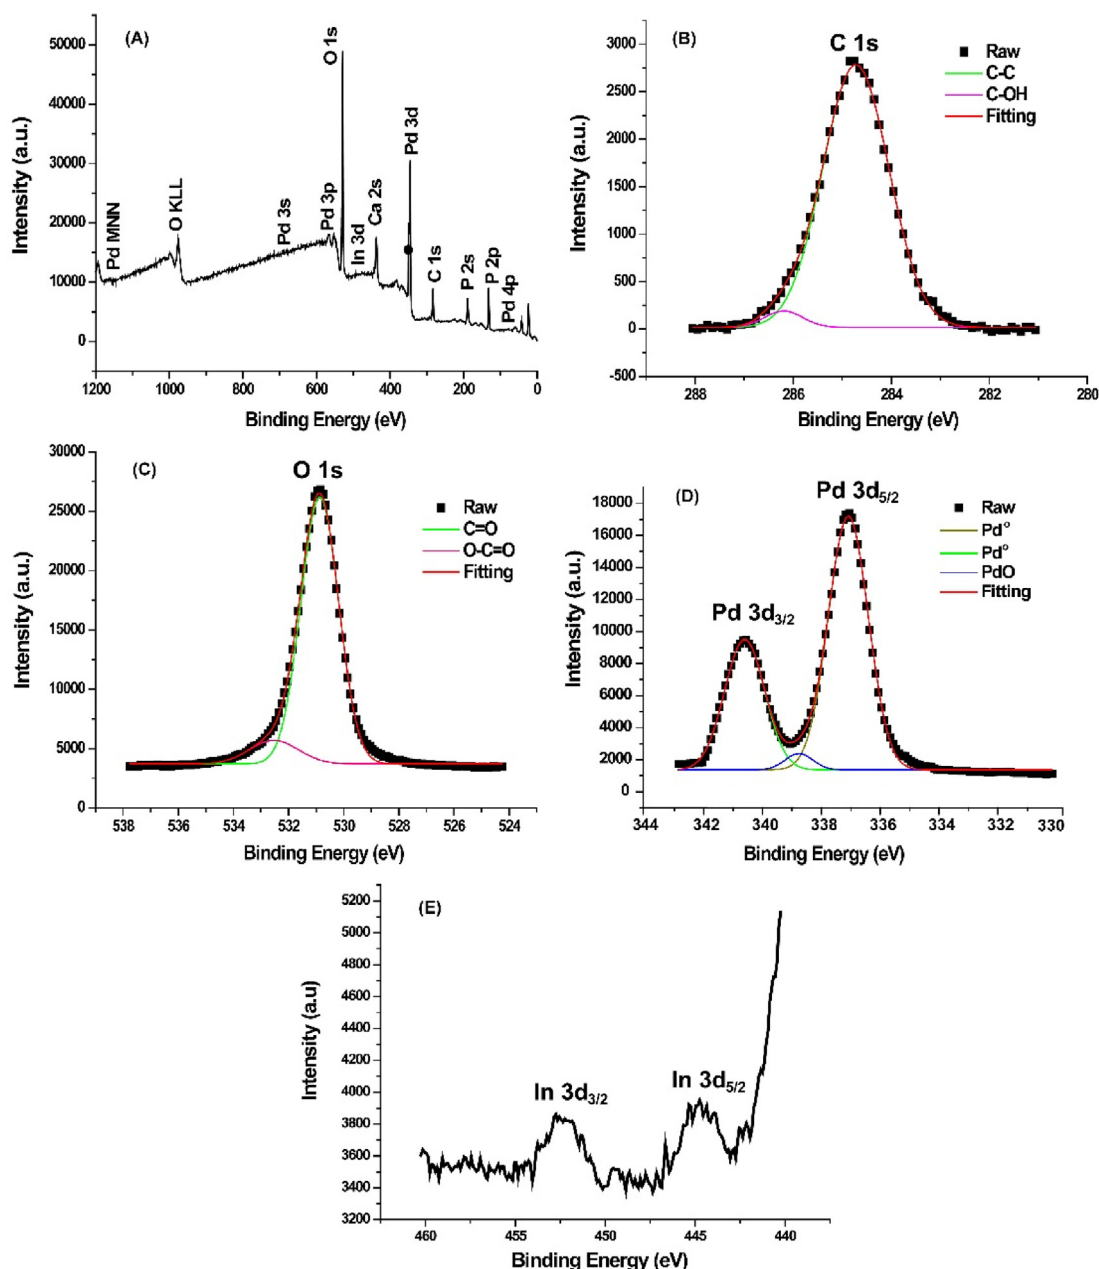 (A)
50000
40000
30000
20000
10000
0
Intensity (a.u.)
Pd MNN
O KLL
Pd 3s
Pd 3p
O 1s
In 3d
Ca 2s
Pd 3d
C 1s
P 2s
P 2p
Pd 4p
1200 1000 800 600 400 200 0
Binding Energy (eV)
(B)
C 1s
Raw
C-C
C-OH
Fitting
3000
2500
2000
1500
1000
500
0
-500
Intensity (a.u.)
288 286 284 282 280
Binding Energy (eV)
(C)
O 1s
Raw
C=O
O-C=O
Fitting
30000
25000
20000
15000
10000
5000
0
Intensity (a.u.)
538 536 534 532 530 528 526 524
Binding Energy (eV)
(D)
Pd 3d5/2
Pd 3d3/2
Raw
Pd°
Pd°
PdO
Fitting
18000
16000
14000
12000
10000
8000
6000
4000
2000
0
Intensity (a.u.)
344 342 340 338 336 334 332 330
Binding Energy (eV)
(E)
In 3d3/2
In 3d5/2
5200
5000
4800
4600
4400
4200
4000
3800
3600
3400
3200
Intensity (a.u)
460 455 450 445 440
Binding Energy (eV)